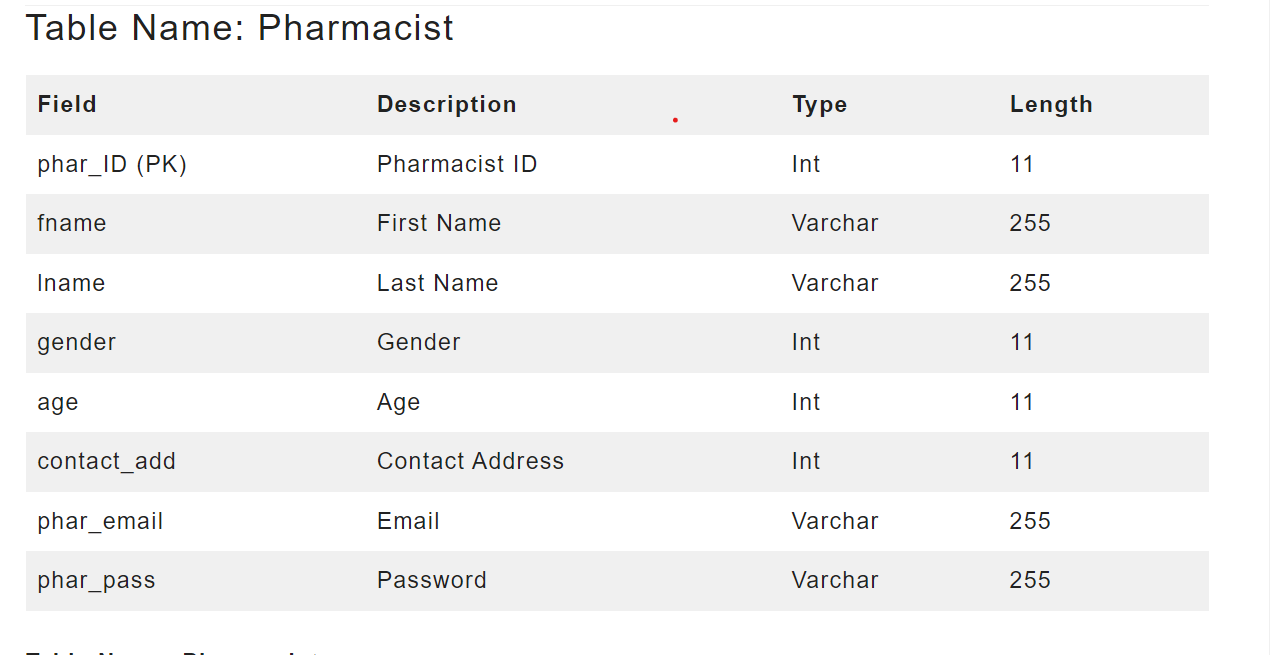 Table Name: Pharmacist
Field Description Type Length
phar_ID (PK) Pharmacist ID Int 11
fname First Name Varchar 255
lname Last Name Varchar 255
gender Gender Int 11
age Age Int 11
contact_add Contact Address Int 11
phar_email Email Varchar 255
phar_pass Password Varchar 255